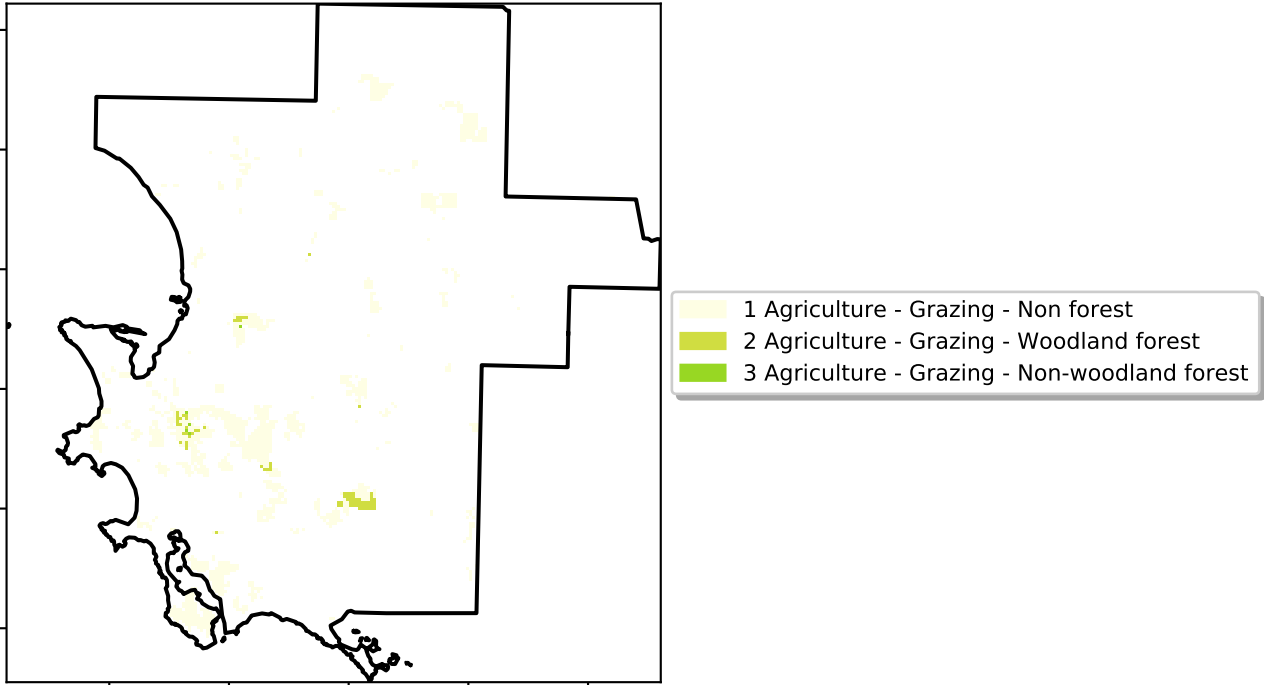 1 Agriculture - Grazing - Non forest
2 Agriculture - Grazing - Woodland forest
3 Agriculture - Grazing - Non-woodland forest